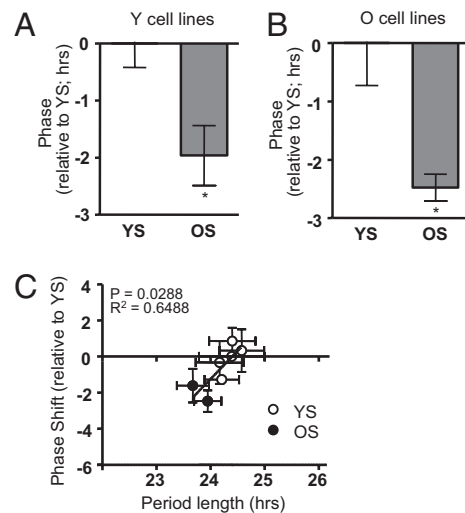 A
Y cell lines
Phase
(relative to YS; hrs)
0
-1
-2
-3
*
YS OS
B
O cell lines
Phase
(relative to YS; hrs)
0
-1
-2
-3
*
YS OS
C
Phase Shift (relative to YS)
4
2
0
-2
-4
-6
P = 0.0288
R² = 0.6488
YS
OS
23 24 25 26
Period length (hrs)